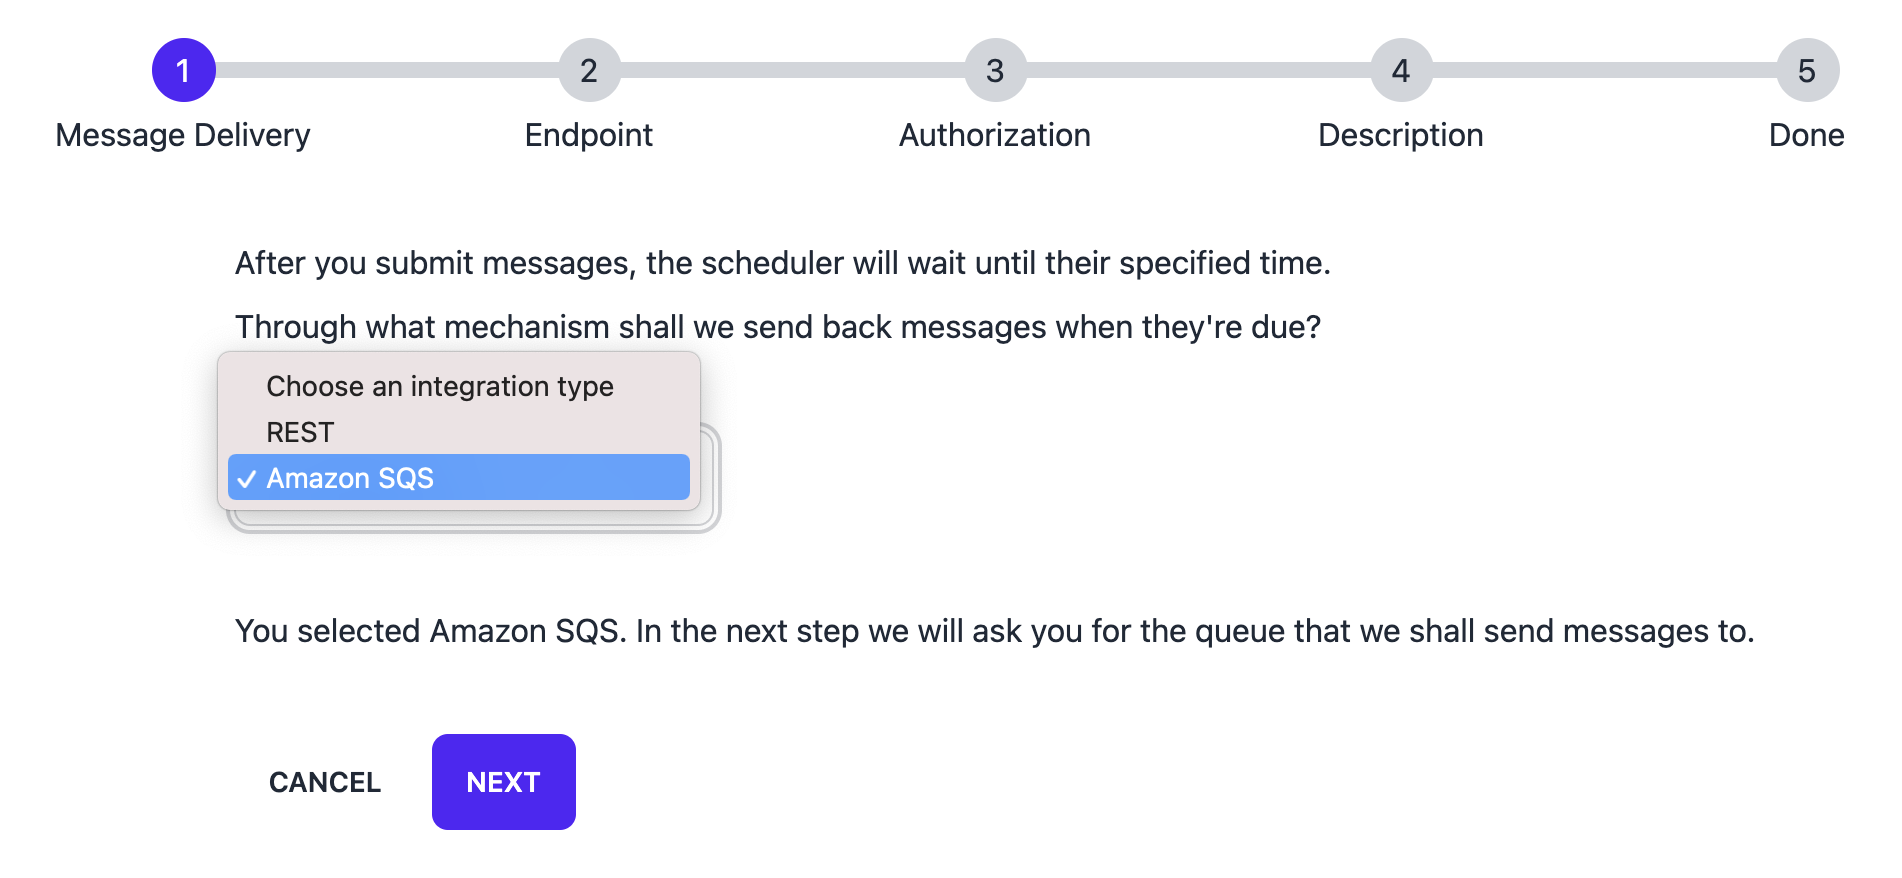 1
2
3
4
5
Message Delivery
Endpoint
Authorization
Description
Done
After you submit messages, the scheduler will wait until their specified time.
Through what mechanism shall we send back messages when they're due?
Choose an integration type
REST
✓ Amazon SQS
You selected Amazon SQS. In the next step we will ask you for the queue that we shall send messages to.
CANCEL
NEXT